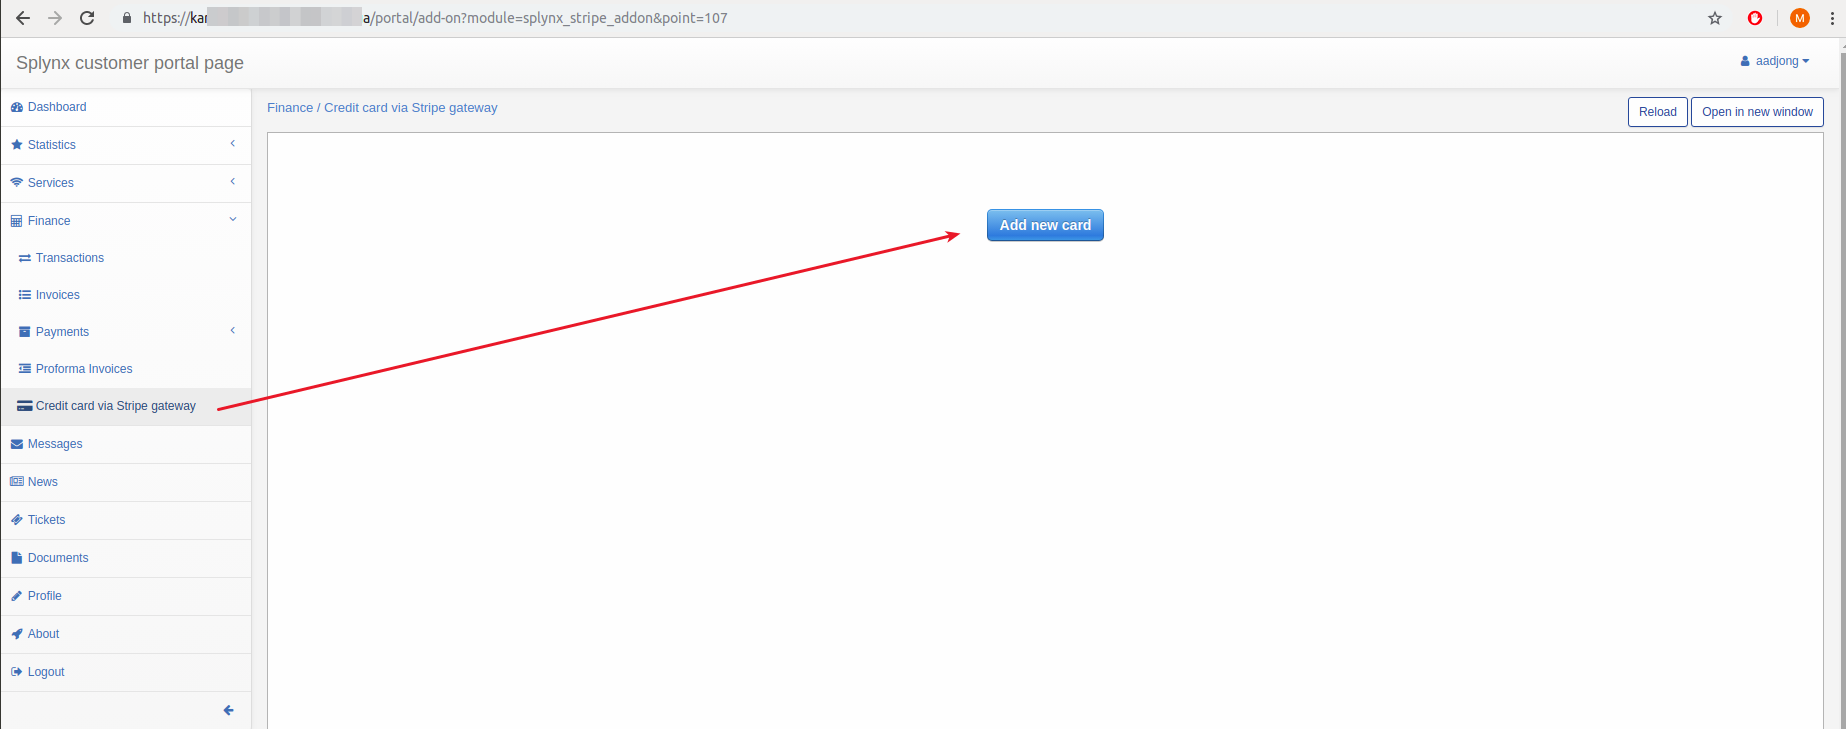 https://kar a/portal/add-on?module=splynx_stripe_addon&point=107
M
Splynx customer portal page
aadjong
Dashboard
Finance / Credit card via Stripe gateway
Reload
Open in new window
Statistics
Services
Finance
Add new card
Transactions
Invoices
Payments
Proforma Invoices
Credit card via Stripe gateway
Messages
News
Tickets
Documents
Profile
About
Logout